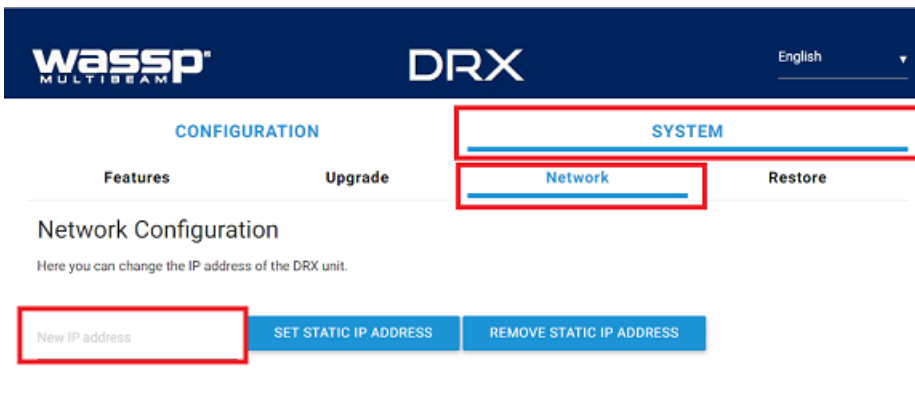 wassp
MULTIBEAM
DRX
English
CONFIGURATION
SYSTEM
Features
Upgrade
Network
Restore
Network Configuration
Here you can change the IP address of the DRX unit.
New IP address
SET STATIC IP ADDRESS
REMOVE STATIC IP ADDRESS